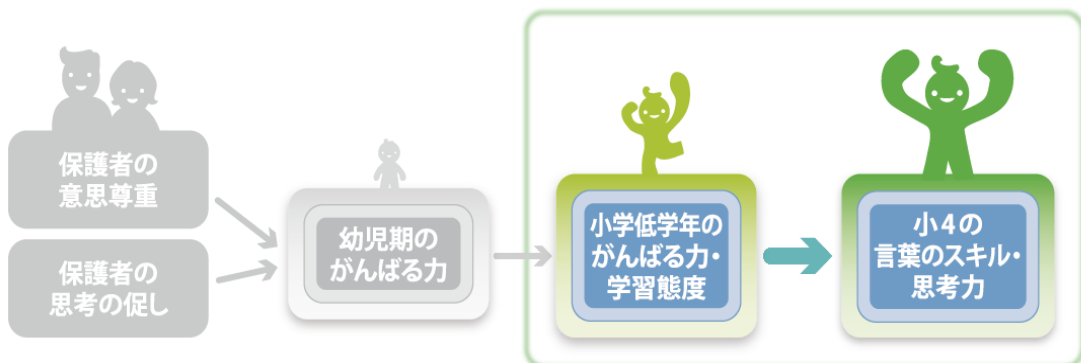 保護者の
意思尊重
保護者の
思考の促し
幼児期の
がんばる力
小学低学年の
がんばる力・
学習態度
小4の
言葉のスキル・
思考力